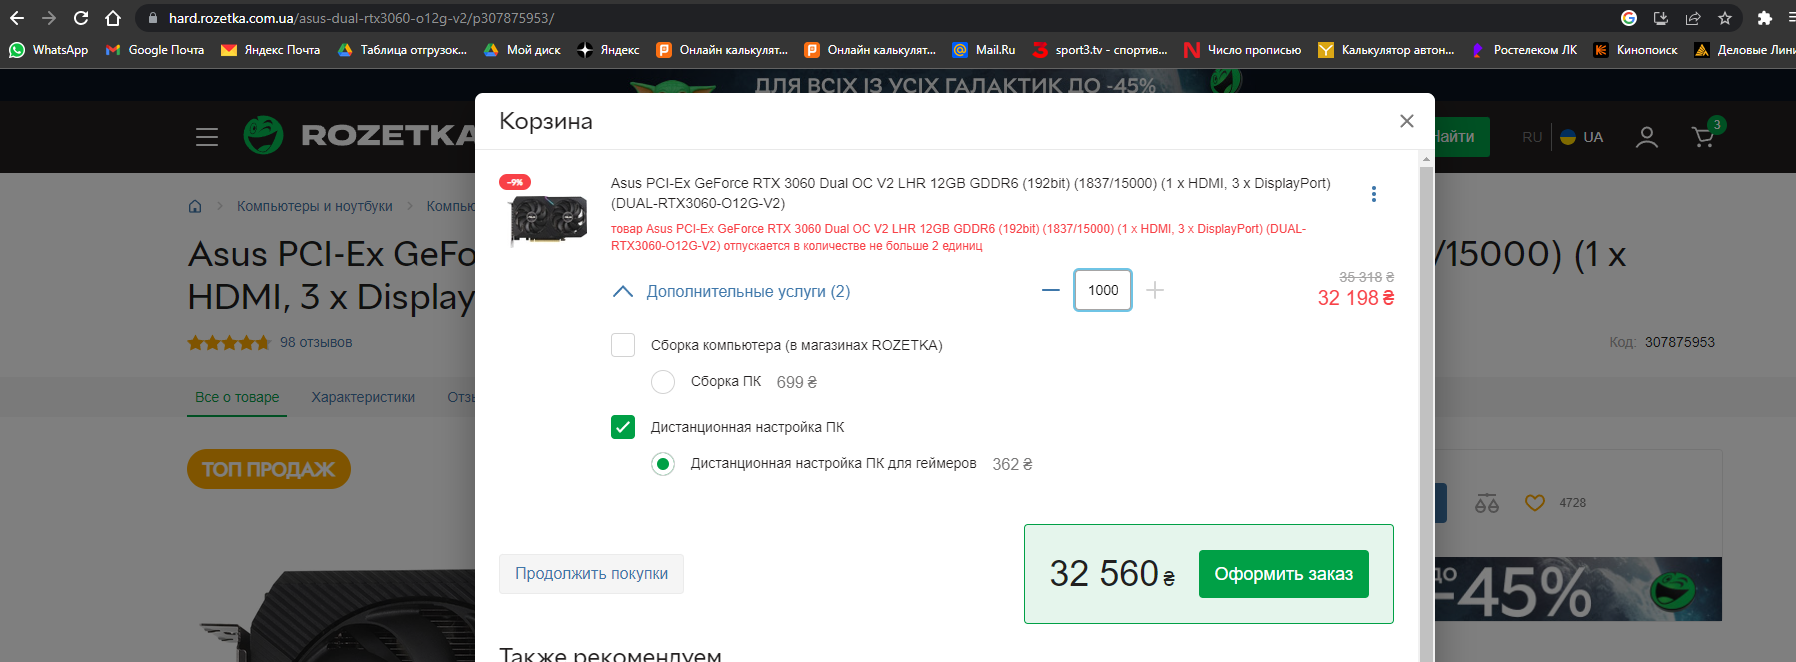 hard.rozetka.com.ua/asus-dual-rtx3060-o12g-v2/p307875953/
WhatsApp
Google Почта
Яндекс Почта
Таблица отгрузок...
Мой диск
Яндекс
Онлайн калькулят...
Онлайн калькулят...
Mail.Ru
sport3.tv - спортив...
Число прописью
Калькулятор автон...
Ростелеком ЛК
Кинопоиск
Деловые Лини
ДЛЯ ВСІХ ІЗ УСІХ ГАЛАКТИК ДО -45%
ROZETKA
Корзина
Найти
RU
UA
3
-9%
Asus PCI-Ex GeForce RTX 3060 Dual OC V2 LHR 12GB GDDR6 (192bit) (1837/15000) (1 x HDMI, 3 x DisplayPort)
(DUAL-RTX3060-O12G-V2)
товар Asus PCI-Ex GeForce RTX 3060 Dual OC V2 LHR 12GB GDDR6 (192bit) (1837/15000) (1 x HDMI, 3 x DisplayPort) (DUAL-
RTX3060-O12G-V2) отпускается в количестве не больше 2 единиц
Компьютеры и ноутбуки
Компью
Asus PCI-Ex GeFo
/15000) (1 x
HDMI, 3 x Display
35 318 ₴
Дополнительные услуги (2)
1000
32 198 ₴
98 отзывов
Сборка компьютера (в магазинах ROZETKA)
Код: 307875953
Сборка ПК 699 ₴
Все о товаре
Характеристики
Отзы
Дистанционная настройка ПК
Дистанционная настройка ПК для геймеров 362 ₴
ТОП ПРОДАЖ
4728
Продолжить покупки
32 560 ₴
Оформить заказ
ДО
-45%
Также рекомендуем